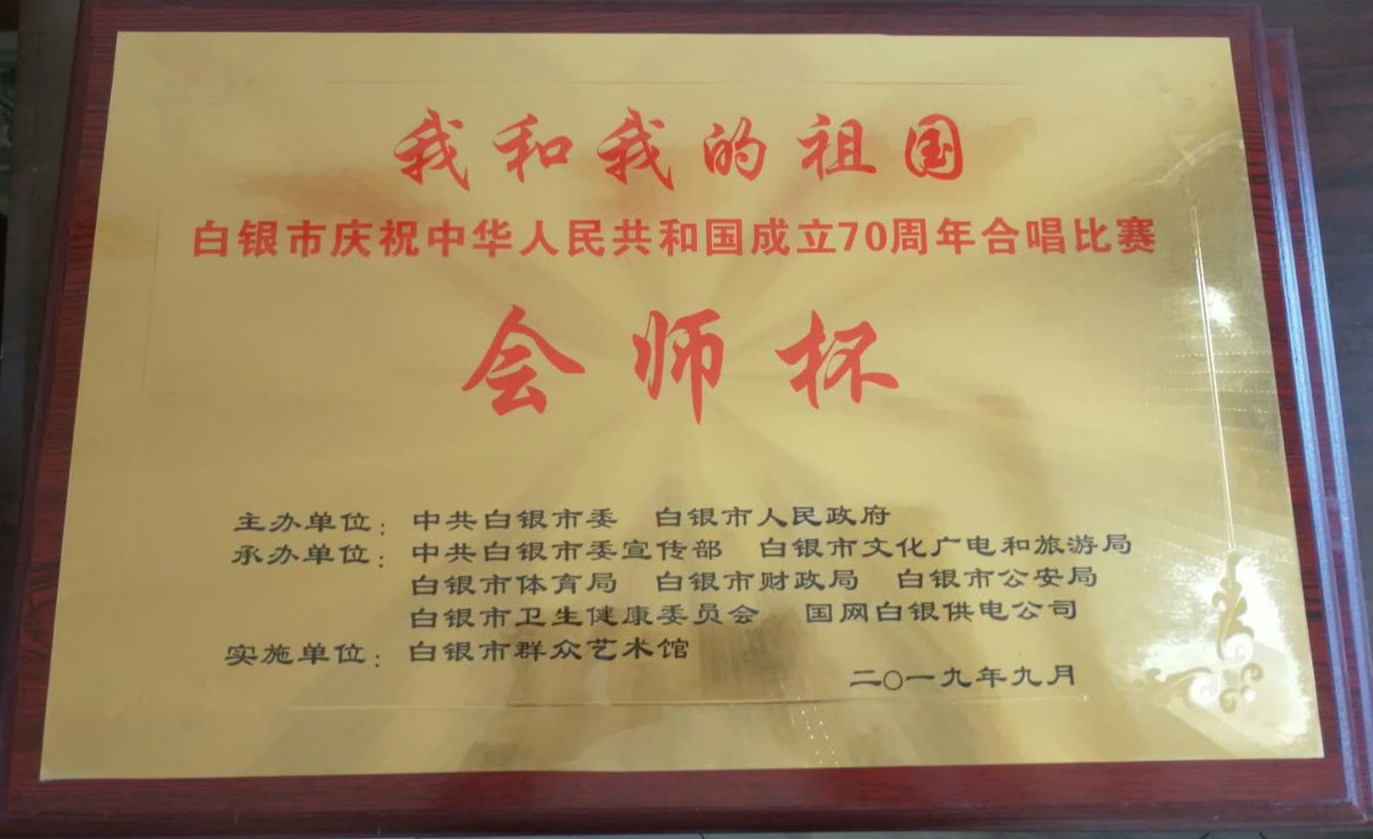 我和我的祖国
白银市庆祝中华人民共和国成立70周年合唱比赛
会师杯
主办单位：中共白银市委 白银市人民政府
承办单位：中共白银市委宣传部 白银市文化广电和旅游局
白银市体育局 白银市财政局 白银市公安局
白银市卫生健康委员会 国网白银供电公司
实施单位：白银市群众艺术馆
二〇一九年九月